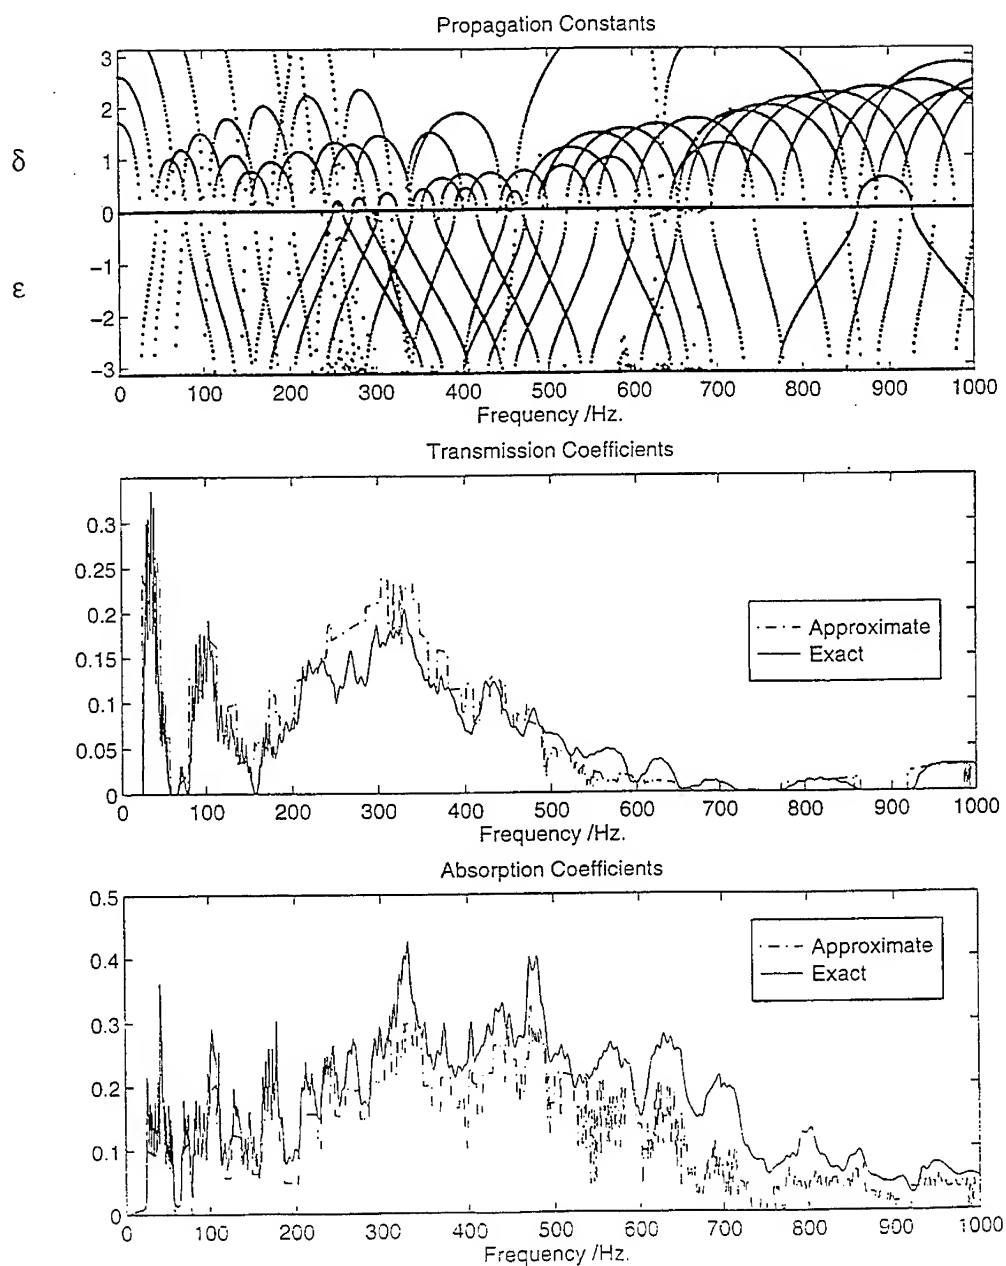 Propagation Constants
3
2
1
0
−1
−2
−3
δ
ε
0 100 200 300 400 500 600 700 800 900 1000
Frequency /Hz.
Transmission Coefficients
0.3
0.25
0.2
0.15
0.1
0.05
0
Approximate
Exact
0 100 200 300 400 500 600 700 800 900 1000
Frequency /Hz.
Absorption Coefficients
0.5
0.4
0.3
0.2
0.1
0
Approximate
Exact
0 100 200 300 400 500 600 700 800 900 1000
Frequency /Hz.